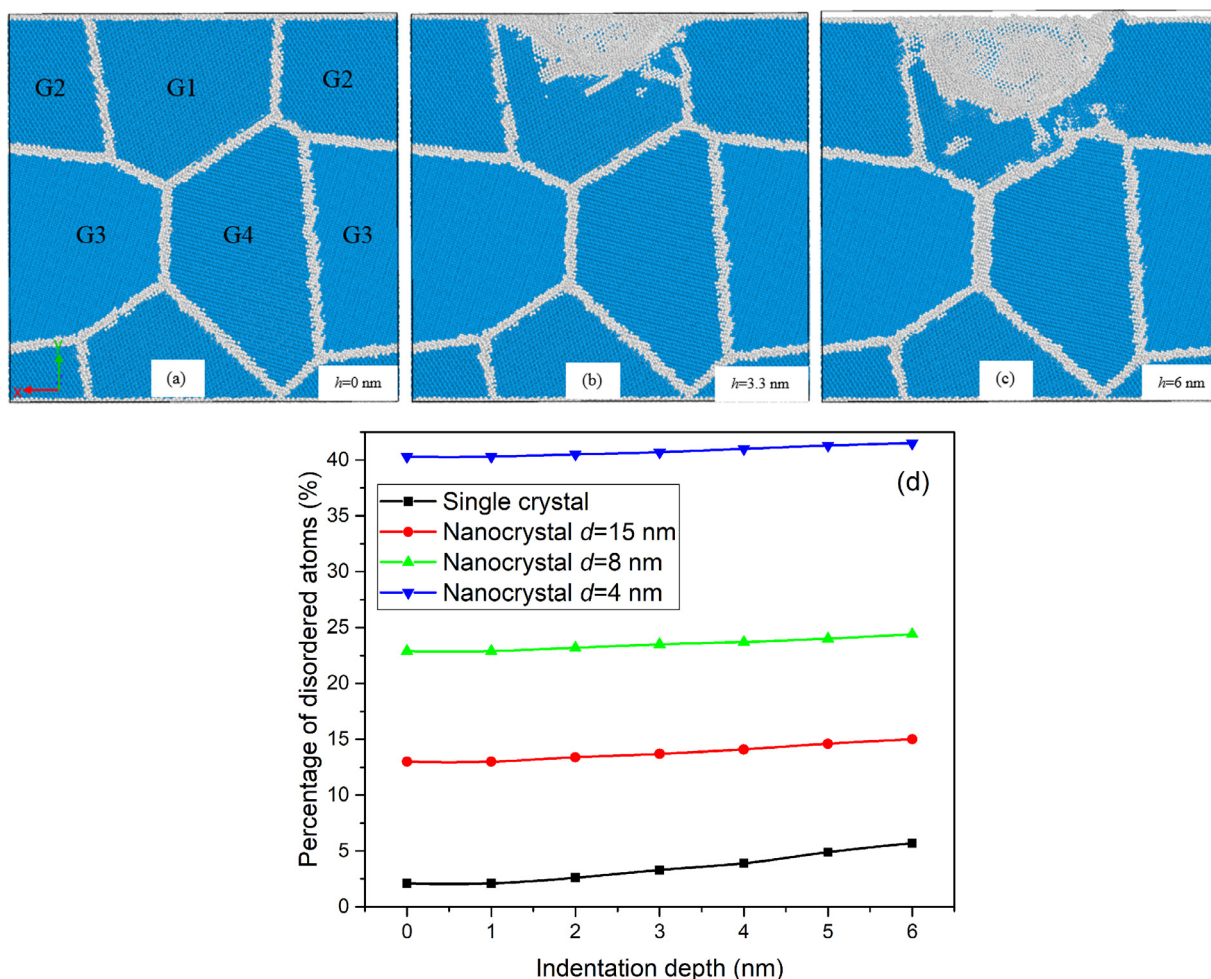 G2
G1
G2
G3
G4
G3
Y
X
(a)
h=0 nm
(b)
h=3.3 nm
(c)
h=6 nm
(d)
Percentage of disordered atoms (%)
40
35
30
25
20
15
10
5
0
Single crystal
Nanocrystal d=15 nm
Nanocrystal d=8 nm
Nanocrystal d=4 nm
0 1 2 3 4 5 6
Indentation depth (nm)